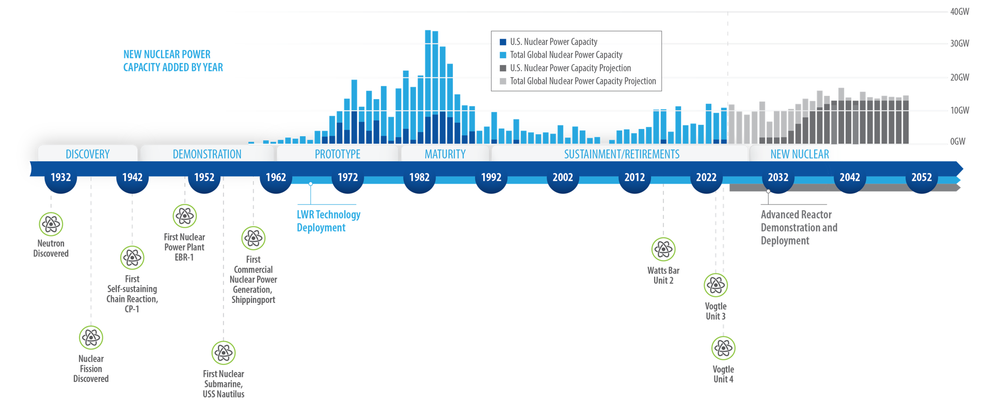 NEW NUCLEAR POWER
CAPACITY ADDED BY YEAR
U.S. Nuclear Power Capacity
Total Global Nuclear Power Capacity
U.S. Nuclear Power Capacity Projection
Total Global Nuclear Power Capacity Projection
40GW
30GW
20GW
10GW
0GW
DISCOVERY
DEMONSTRATION
PROTOTYPE
MATURITY
SUSTAINMENT/RETIREMENTS
NEW NUCLEAR
1932
1942
1952
1962
1972
1982
1992
2002
2012
2022
2032
2042
2052
Neutron
Discovered
Nuclear
Fission
Discovered
First
Self-sustaining
Chain Reaction,
CP-1
First Nuclear
Power Plant
EBR-1
First Nuclear
Submarine,
USS Nautilus
First
Commercial
Nuclear Power
Generation,
Shippingport
LWR Technology
Deployment
Watts Bar
Unit 2
Vogtle
Unit 3
Vogtle
Unit 4
Advanced Reactor
Demonstration and
Deployment